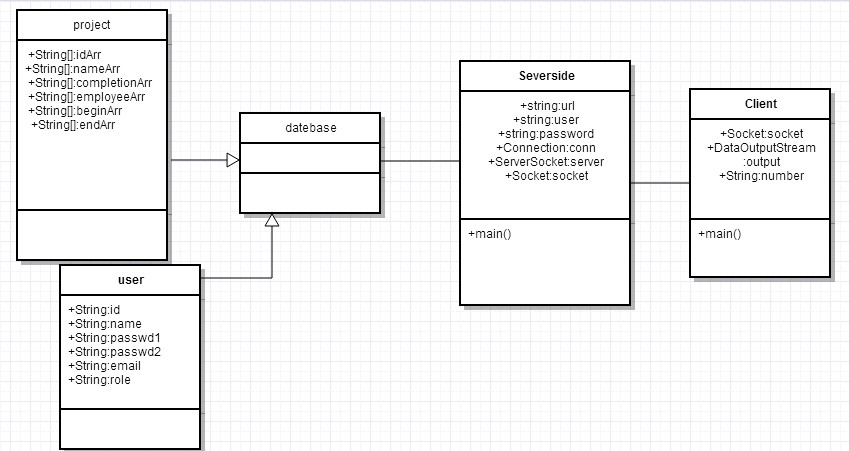 project
+String[]:idArr
+String[]:nameArr
+String[]:completionArr
+String[]:employeeArr
+String[]:beginArr
+String[]:endArr
datebase
user
+String:id
+String:name
+String:passwd1
+String:passwd2
+String:email
+String:role
Severside
+string:url
+string:user
+string:password
+Connection:conn
+ServerSocket:server
+Socket:socket
+main()
Client
+Socket:socket
+DataOutputStream
:output
+String:number
+main()